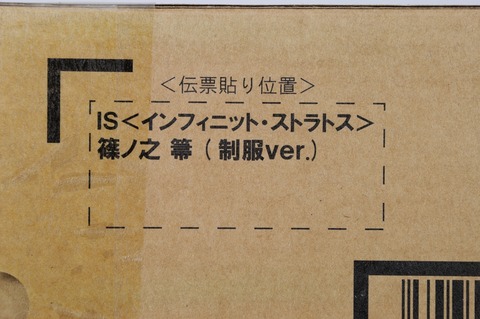 ＜伝票貼り位置＞
IS＜インフィニット・ストラトス＞
篠ノ之 箒 ( 制服ver.)